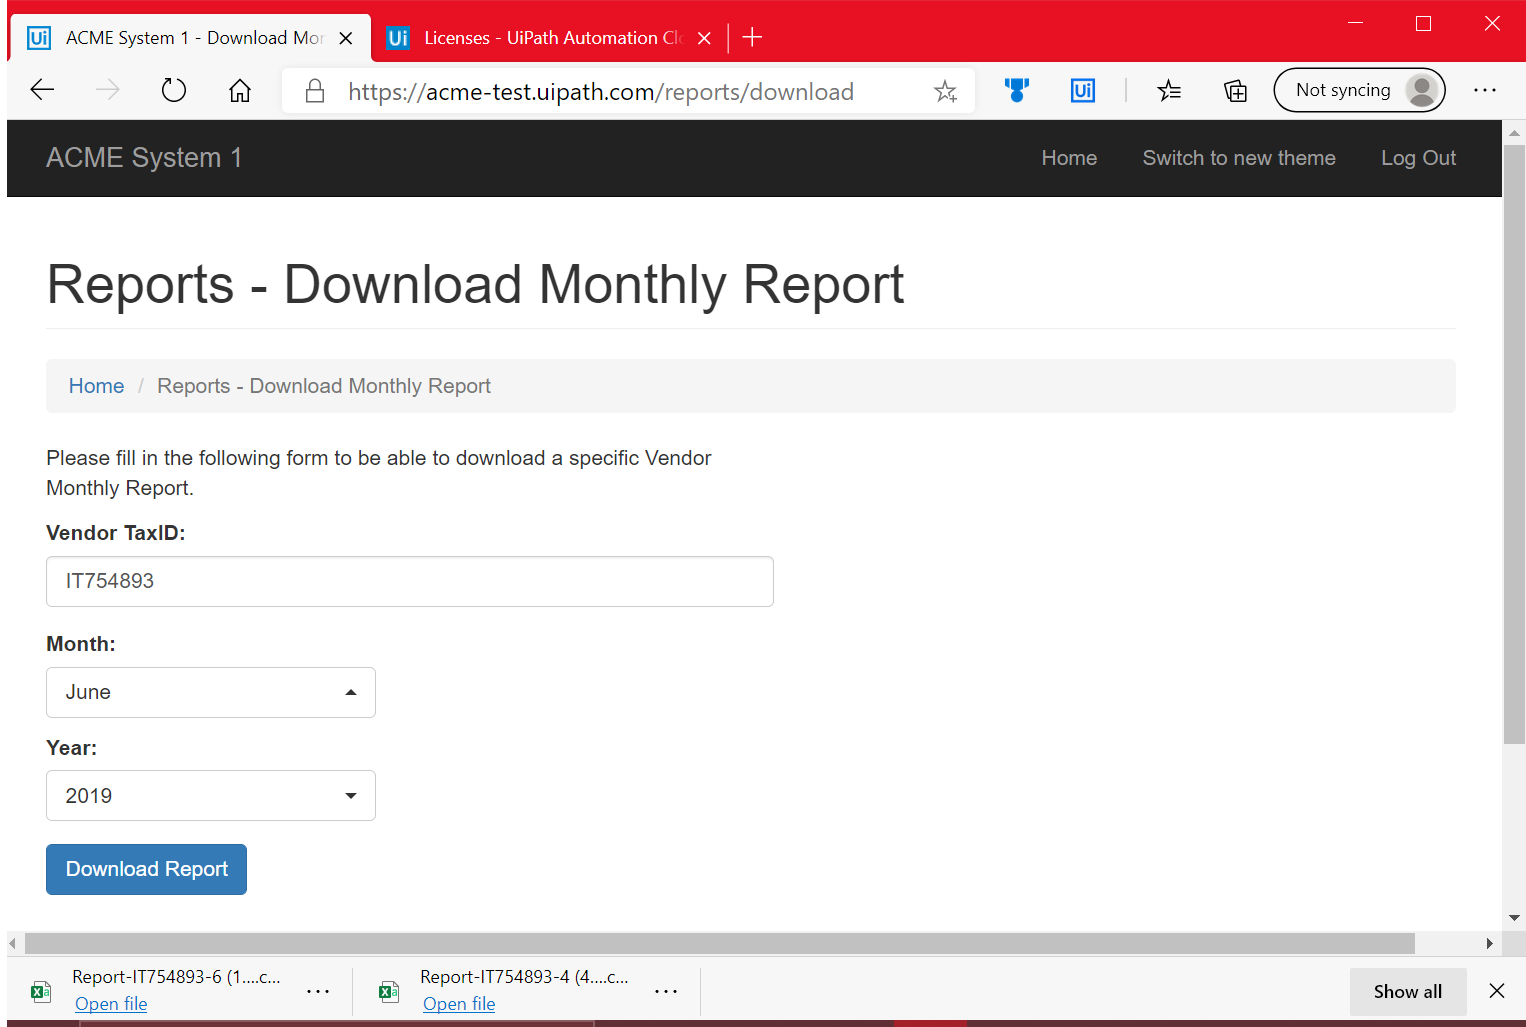 Ui ACME System 1 - Download Mor
Ui Licenses - UiPath Automation Cl
https://acme-test.uipath.com/reports/download
Ui
Not syncing
ACME System 1
Home
Switch to new theme
Log Out
Reports - Download Monthly Report
Home / Reports - Download Monthly Report
Please fill in the following form to be able to download a specific Vendor
Monthly Report.
Vendor TaxID:
IT754893
Month:
June
Year:
2019
Download Report
Report-IT754893-6 (1....c...
Open file
Report-IT754893-4 (4....c...
Open file
Show all